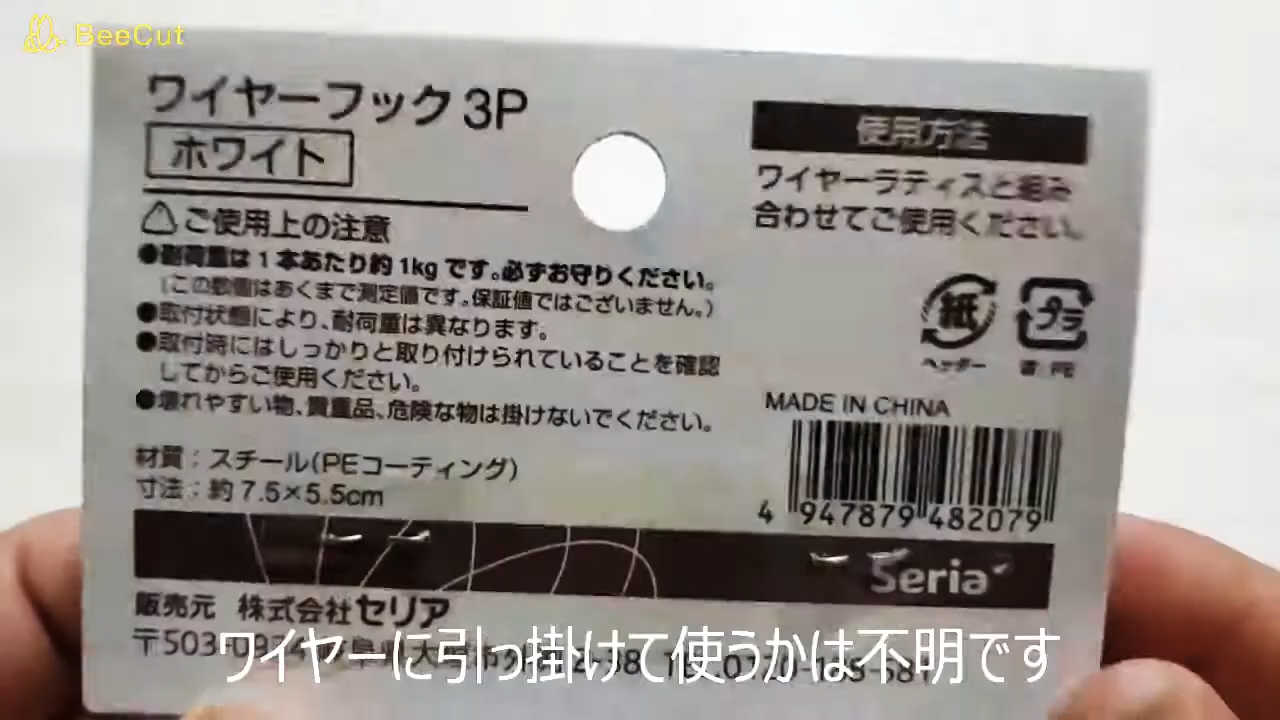 BeeCut
ワイヤーフック3P
ホワイト
ご使用上の注意
●耐荷重は1本あたり約1kgです。必ずお守りください。
(この数値はあくまで測定値です。保証値ではございません。)
●取付状態により、耐荷重は異なります。
●取付時にはしっかりと取り付けられていることを確認
してからご使用ください。
●壊れやすい物、貴重品、危険な物は掛けないでください。
材質：スチール(PEコーティング)
寸法：約7.5×5.5cm
使用方法
ワイヤーラティスと組み
合わせてご使用ください。
紙
ヘッダー
プラ
袋：PE
MADE IN CHINA
4 947879 482079
Seria
販売元 株式会社セリア
〒503-
ワイヤーに引っ掛けて使うかは不明です